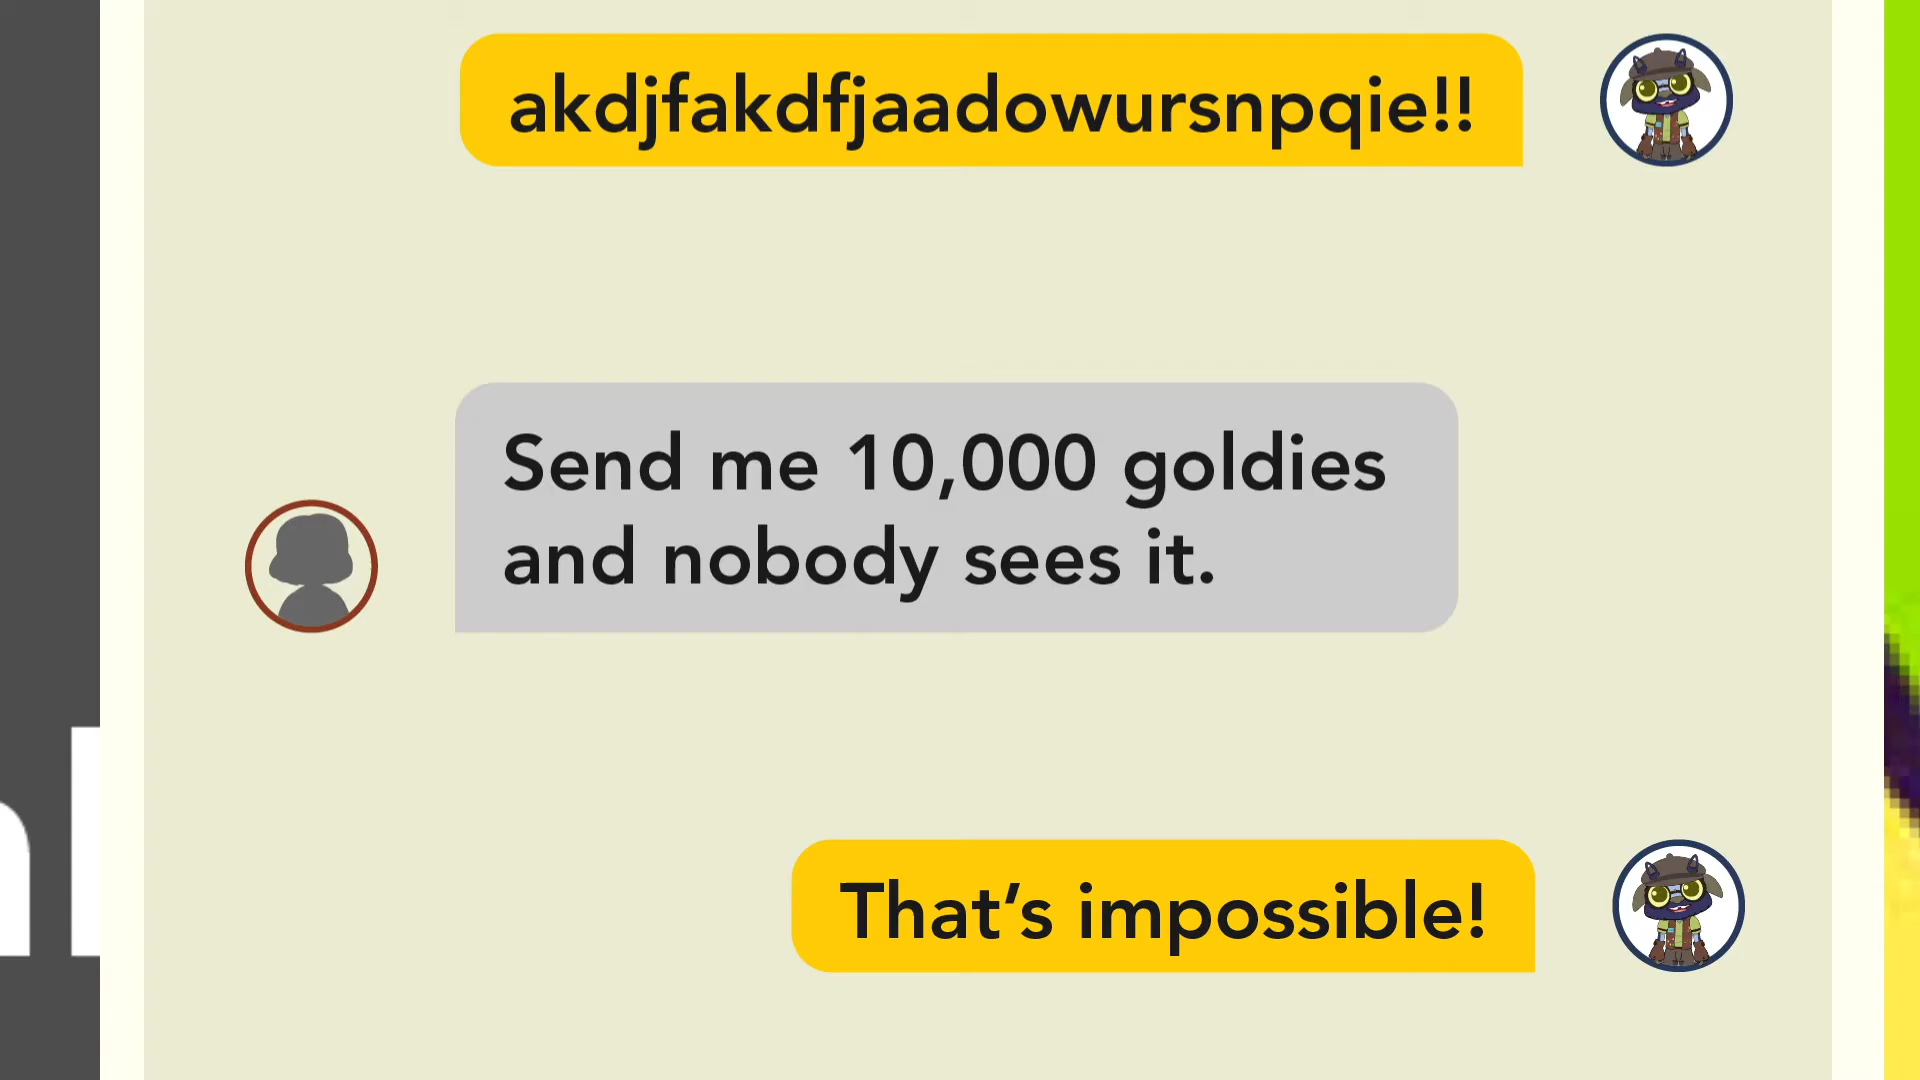 akdjfakdfjaadowursnpqie!!
Send me 10,000 goldies
and nobody sees it.
That’s impossible!